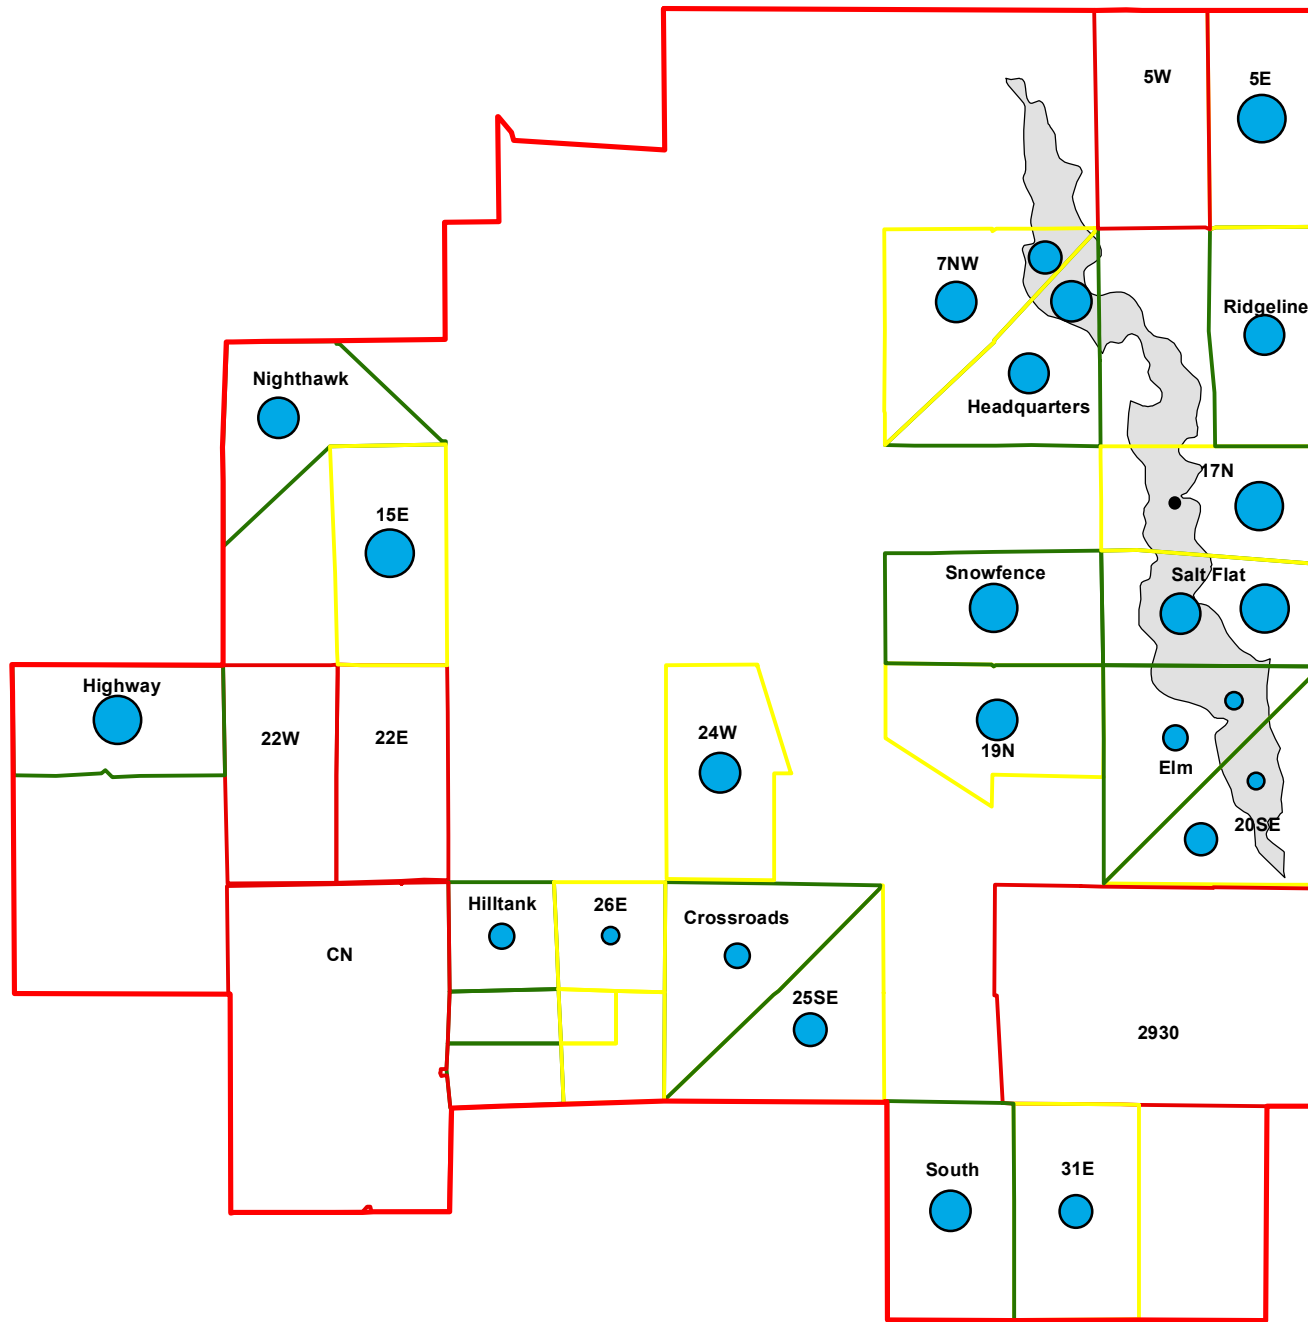 5W
5E
7NW
Ridgeline
Nighthawk
Headquarters
17N
15E
Snowfence
Salt Flat
Highway
22W
22E
24W
19N
Elm
20SE
Hilltank
26E
Crossroads
CN
25SE
2930
South
31E